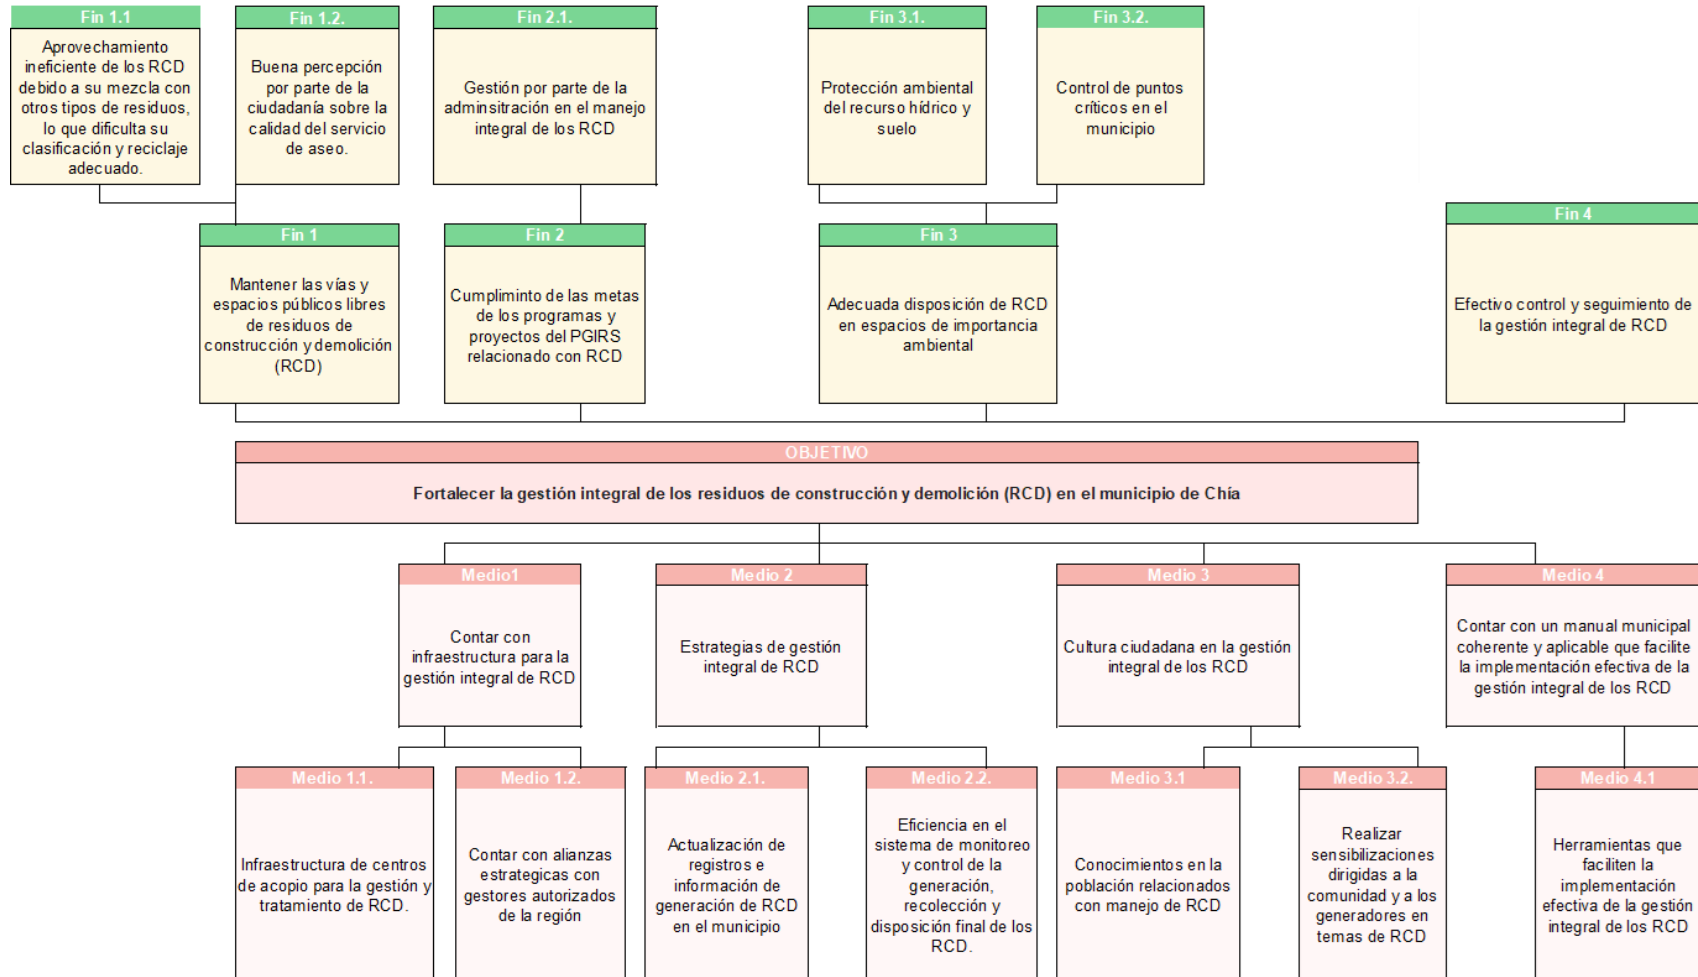 Fin 1.1
Aprovechamiento
ineficiente de los RCD
debido a su mezcla con
otros tipos de residuos,
lo que dificulta su
clasificación y reciclaje
adecuado.
Fin 1.2.
Buena percepción
por parte de la
ciudadanía sobre la
calidad del servicio
de aseo.
Fin 2.1.
Gestión por parte de la
adminsitración en el manejo
integral de los RCD
Fin 3.1.
Protección ambiental
del recurso hídrico y
suelo
Fin 3.2.
Control de puntos
críticos en el
municipio
Fin 1
Mantener las vías y
espacios públicos libres
de residuos de
construcción y demolición
(RCD)
Fin 2
Cumpliminto de las metas
de los programas y
proyectos del PGIRS
relacionado con RCD
Fin 3
Adecuada disposición de RCD
en espacios de importancia
ambiental
Fin 4
Efectivo control y seguimiento de
la gestión integral de RCD
OBJETIVO
Fortalecer la gestión integral de los residuos de construcción y demolición (RCD) en el municipio de Chía
Medio1
Contar con
infraestructura para la
gestión integral de RCD
Medio 2
Estrategias de gestión
integral de RCD
Medio 3
Cultura ciudadana en la gestión
integral de los RCD
Medio 4
Contar con un manual municipal
coherente y aplicable que facilite
la implementación efectiva de la
gestión integral de los RCD
Medio 1.1.
Infraestructura de centros
de acopio para la gestión y
tratamiento de RCD.
Medio 1.2.
Contar con alianzas
estrategicas con
gestores autorizados
de la región
Medio 2.1.
Actualización de
registros e
información de
generación de RCD
en el municipio
Medio 2.2.
Eficiencia en el
sistema de monitoreo
y control de la
generación,
recolección y
disposición final de los
RCD.
Medio 3.1
Conocimientos en la
población relacionados
con manejo de RCD
Medio 3.2.
Realizar
sensibilizaciones
dirigidas a la
comunidad y a los
generadores en
temas de RCD
Medio 4.1
Herramientas que
faciliten la
implementación
efectiva de la gestión
integral de los RCD